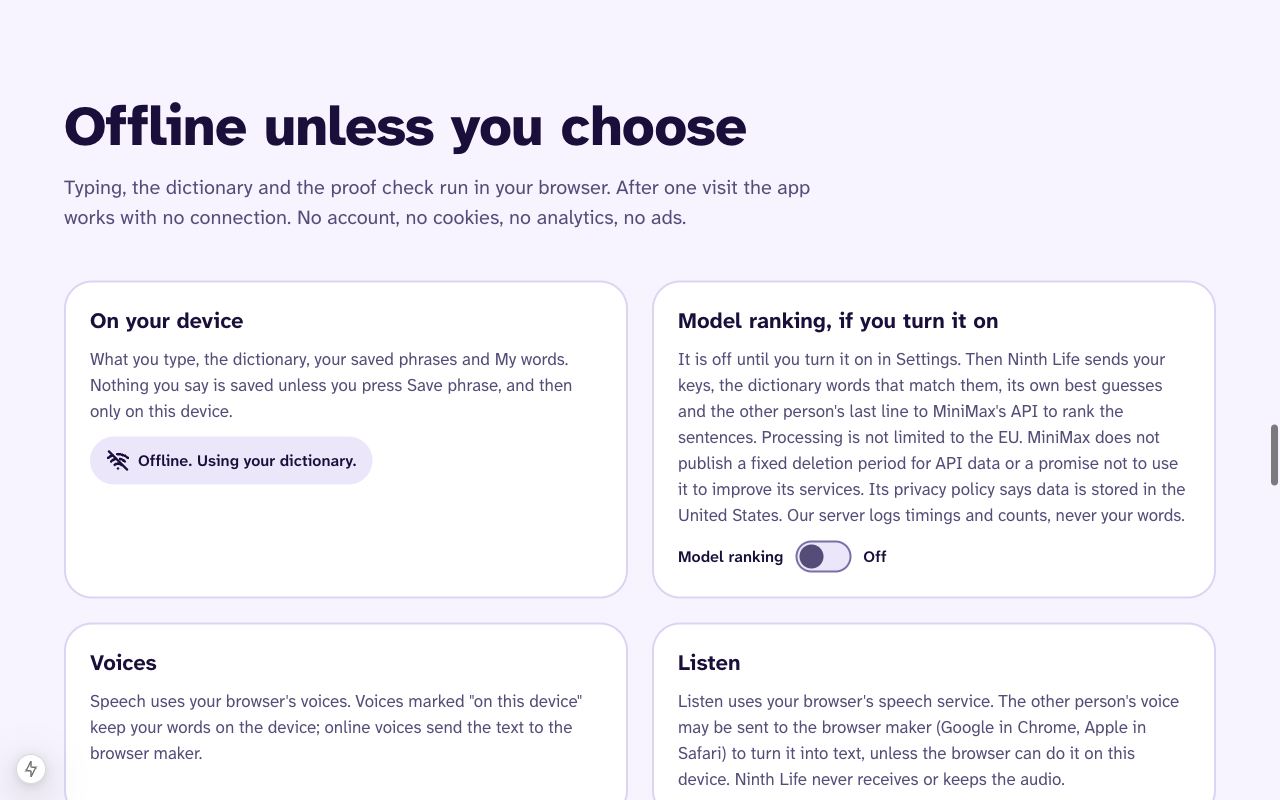 Offline unless you choose
Typing, the dictionary and the proof check run in your browser. After one visit the app
works with no connection. No account, no cookies, no analytics, no ads.
On your device
What you type, the dictionary, your saved phrases and My words.
Nothing you say is saved unless you press Save phrase, and then
only on this device.
Offline. Using your dictionary.
Model ranking, if you turn it on
It is off until you turn it on in Settings. Then Ninth Life sends your
keys, the dictionary words that match them, its own best guesses
and the other person's last line to MiniMax's API to rank the
sentences. Processing is not limited to the EU. MiniMax does not
publish a fixed deletion period for API data or a promise not to use
it to improve its services. Its privacy policy says data is stored in the
United States. Our server logs timings and counts, never your words.
Model ranking Off
Voices
Speech uses your browser's voices. Voices marked "on this device"
keep your words on the device; online voices send the text to the
browser maker.
Listen
Listen uses your browser's speech service. The other person's voice
may be sent to the browser maker (Google in Chrome, Apple in
Safari) to turn it into text, unless the browser can do it on this
device. Ninth Life never receives or keeps the audio.